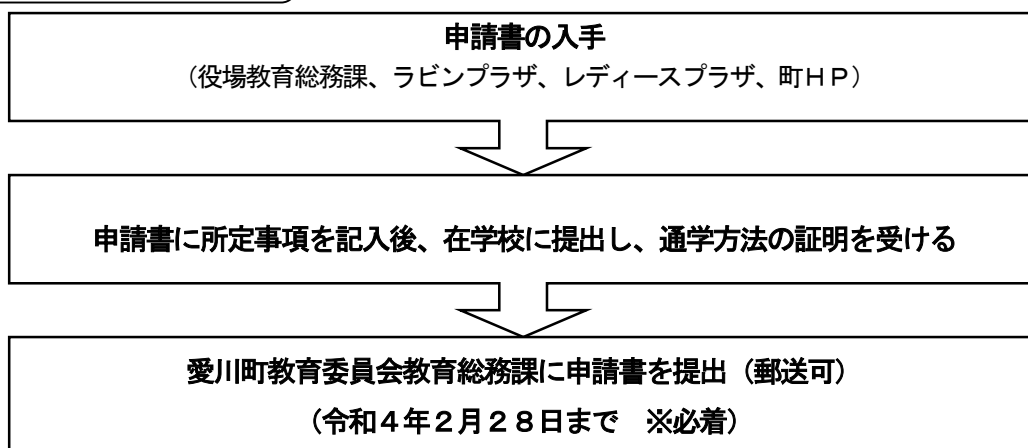 申請書の入手
（役場教育総務課、ラビンプラザ、レディースプラザ、町ＨＰ）
申請書に所定事項を記入後、在学校に提出し、通学方法の証明を受ける
愛川町教育委員会教育総務課に申請書を提出（郵送可）
（令和４年２月２８日まで　※必着）